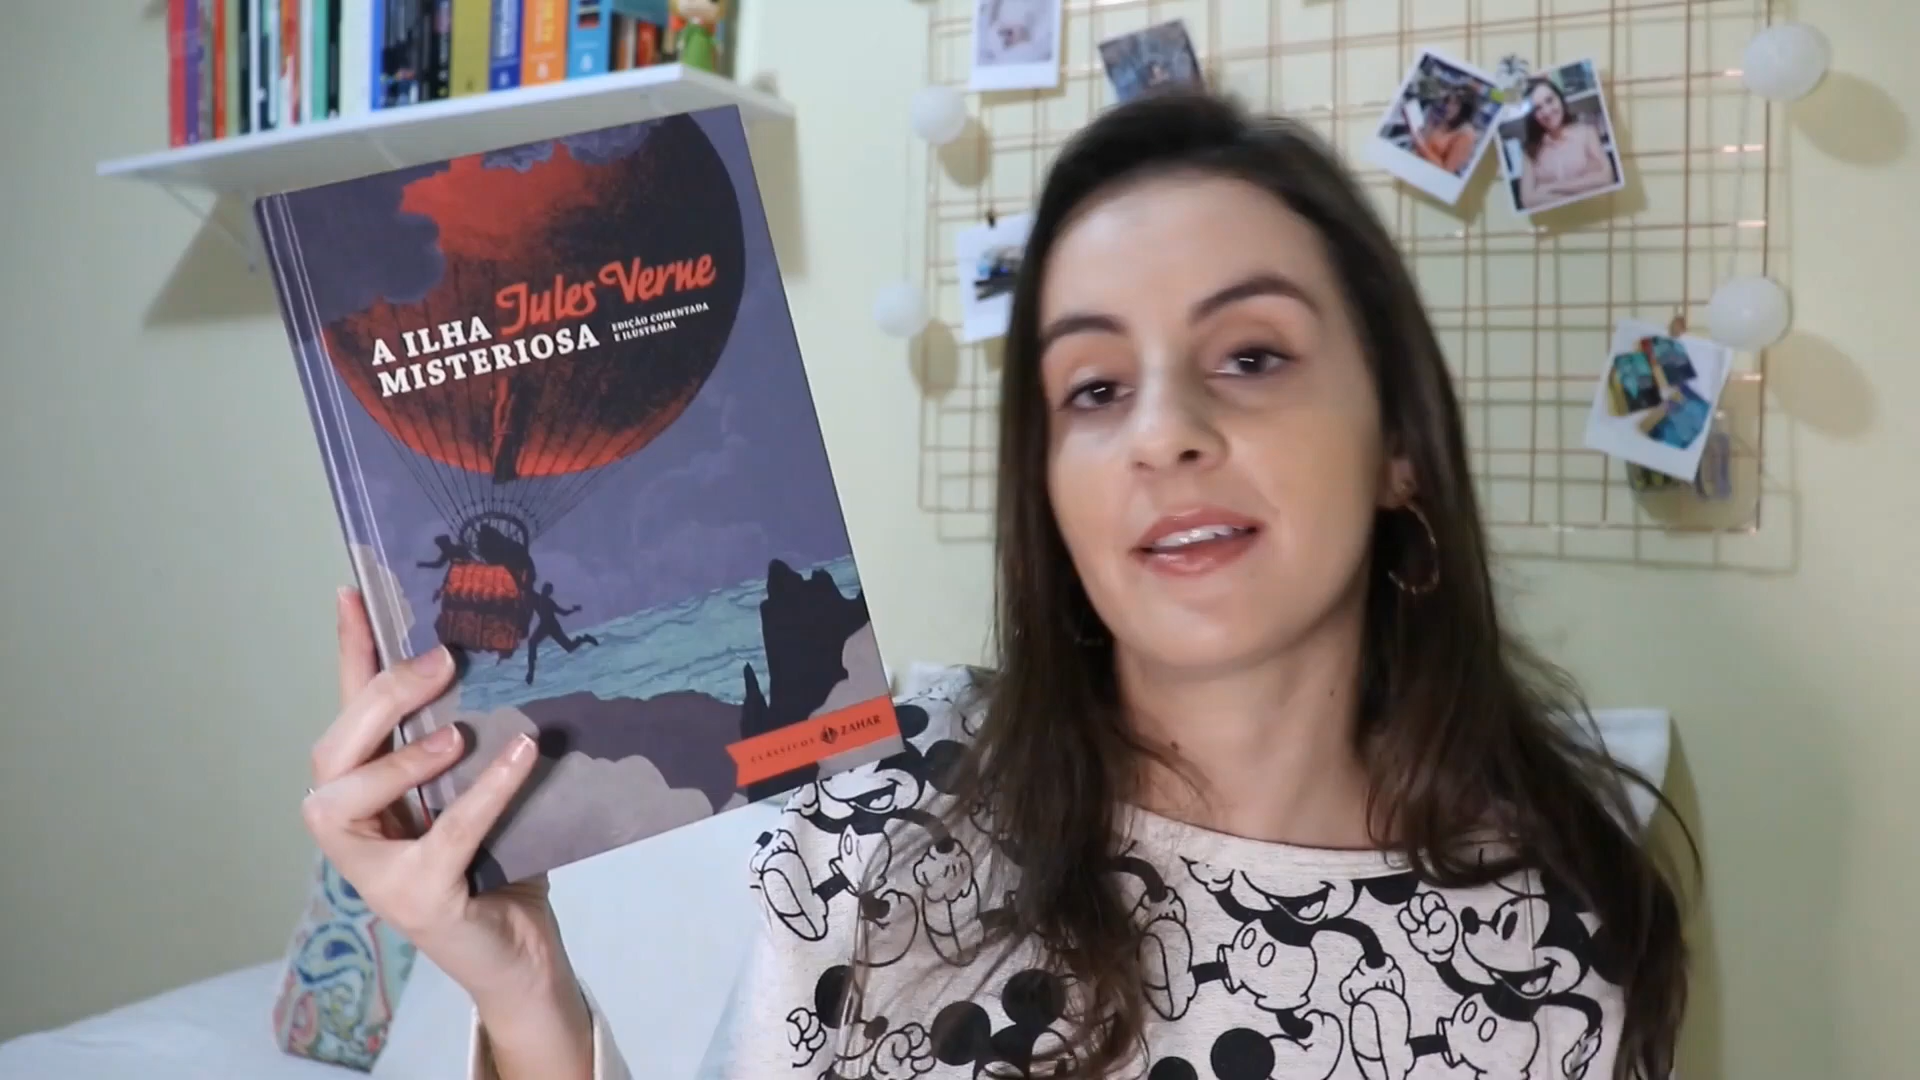 Jules Verne
A ILHA
MISTERIOSA
EDIÇÃO COMENTADA
E ILUSTRADA
CLÁSSICOS ZAHAR